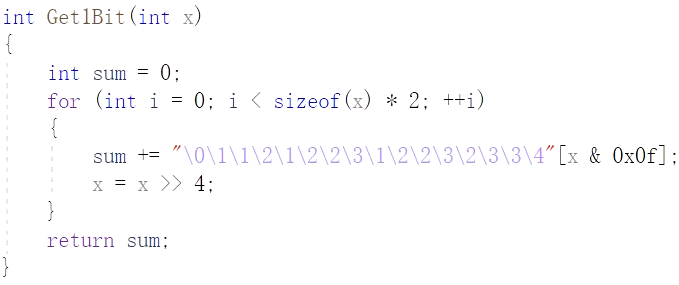 int Get1Bit(int x)
{
    int sum = 0;
    for (int i = 0; i < sizeof(x) * 2; ++i)
    {
        sum += "\0\1\1\2\1\2\2\3\1\2\2\3\2\3\3\4"[x & 0x0f];
        x = x >> 4;
    }
    return sum;
}